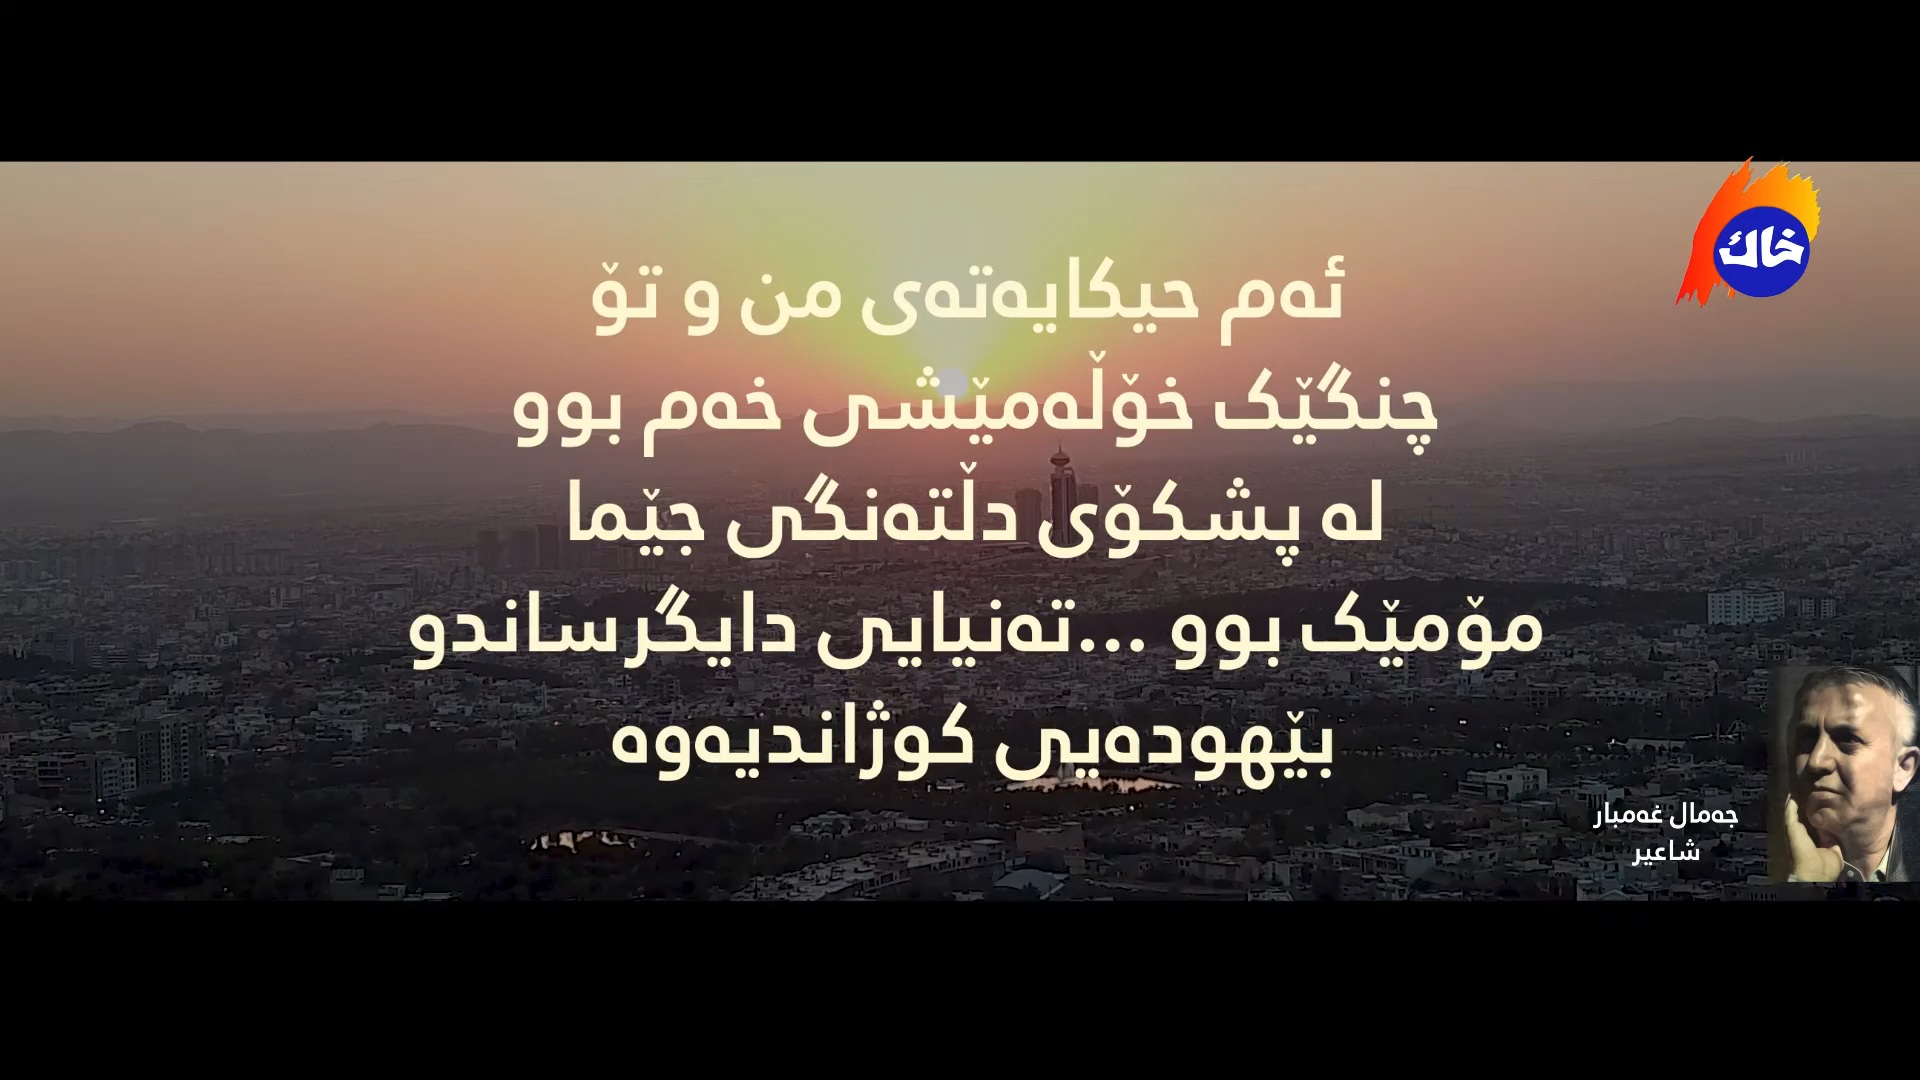 خاك
ئەم حیکایەتەی من و تۆ
چنگێک خۆڵەمێشی خەم بوو
لە پشکۆی دڵتەنگی جێما
مۆمێک بوو ...تەنیایی دایگرساندو
بێهودەیی کوژاندیەوە
جەمال غەمبار
شاعیر